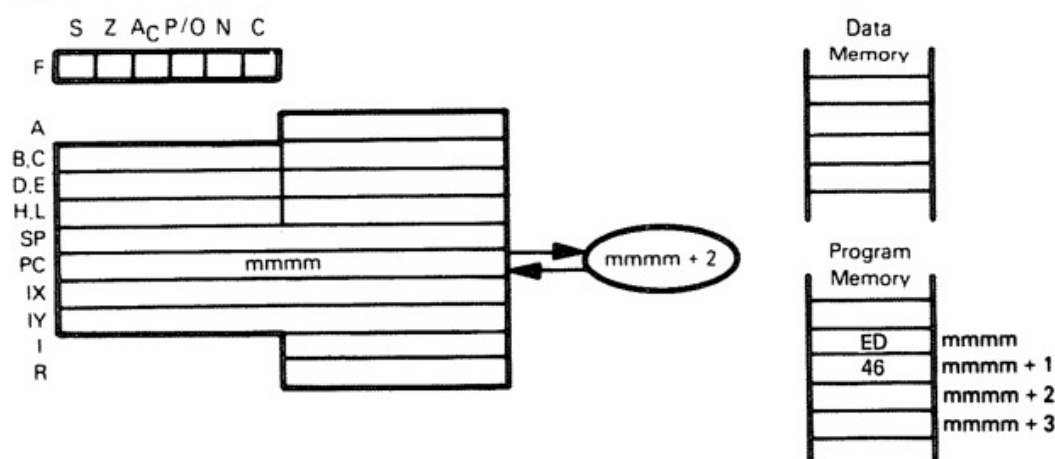 S Z AC P/O N C
F
A
B,C
D,E
H,L
SP
PC mmmm
IX
IY
I
R
mmmm + 2
Data
Memory
Program
Memory
ED mmmm
46 mmmm + 1
mmmm + 2
mmmm + 3